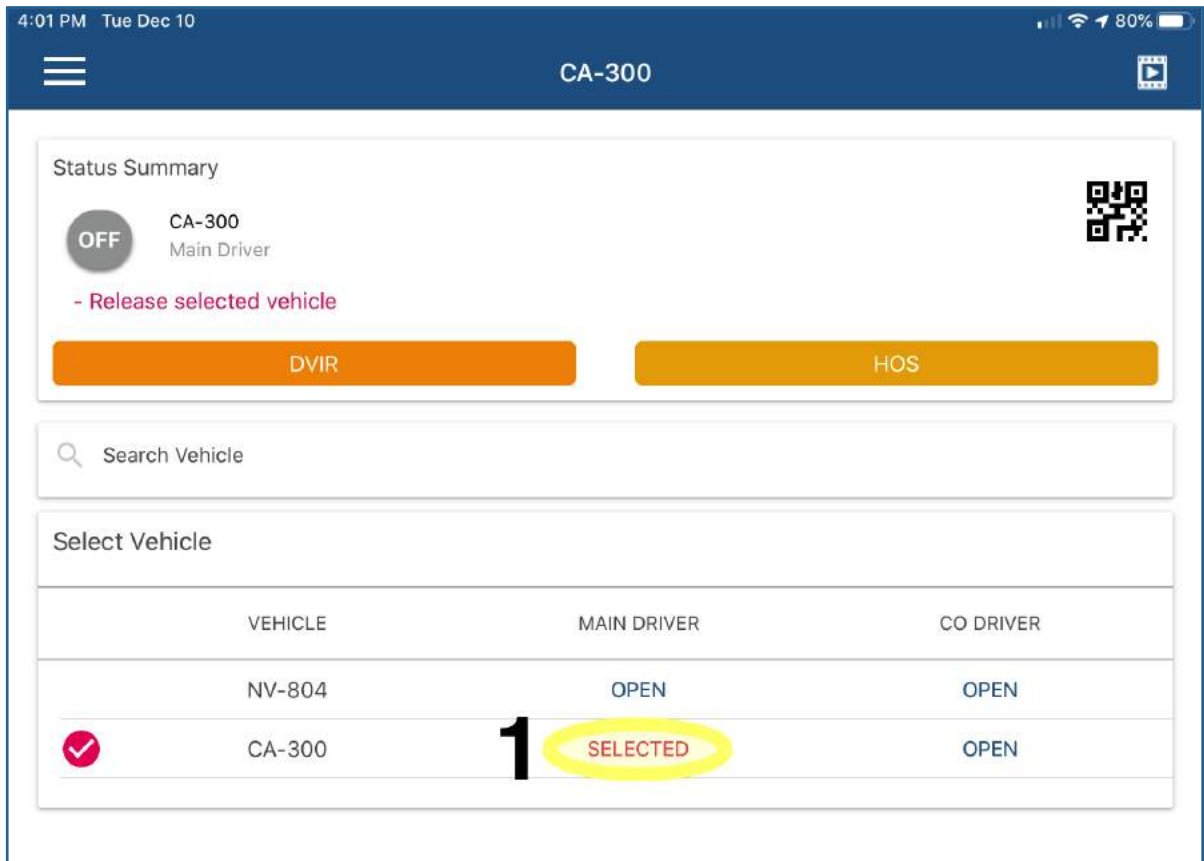 4:01 PM Tue Dec 10 80%
CA-300
Status Summary
OFF
CA-300
Main Driver
- Release selected vehicle
DVIR HOS
Search Vehicle
Select Vehicle
VEHICLE MAIN DRIVER CO DRIVER
NV-804 OPEN OPEN
CA-300 1 SELECTED OPEN